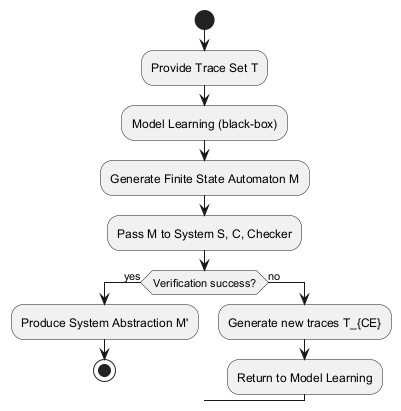 Provide Trace Set T
Model Learning (black-box)
Generate Finite State Automaton M
Pass M to System S, C, Checker
yes
Verification success?
no
Produce System Abstraction M'
Generate new traces T_{CE}
Return to Model Learning